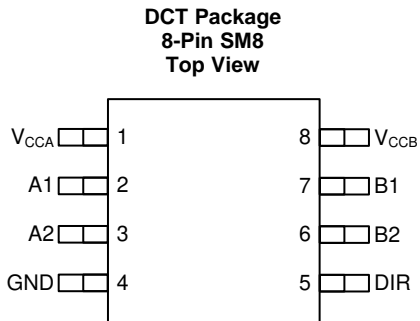 DCT Package
8-Pin SM8
Top View
VCCA 1 8 VCCB
A1 2 7 B1
A2 3 6 B2
GND 4 5 DIR